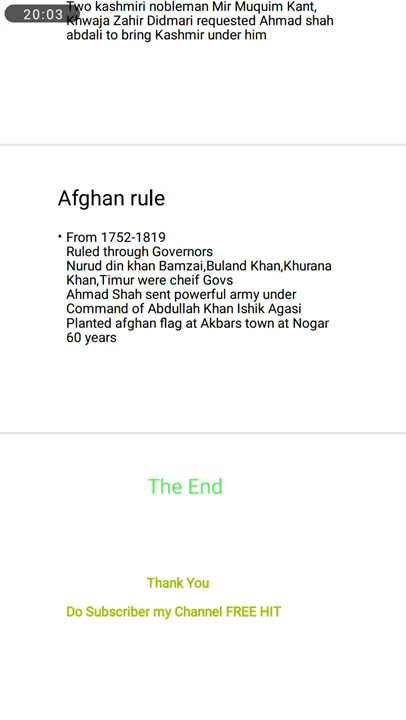 Two kashmiri nobleman Mir Muquim Kant,
20:03
Khwaja Zahir Didmari requested Ahmad shah
abdali to bring Kashmir under him
Afghan rule
• From 1752-1819
Ruled through Governors
Nurud din khan Bamzai,Buland Khan,Khurana
Khan,Timur were cheif Govs
Ahmad Shah sent powerful army under
Command of Abdullah Khan Ishik Agasi
Planted afghan flag at Akbars town at Nogar
60 years
The End
Thank You
Do Subscriber my Channel FREE HIT